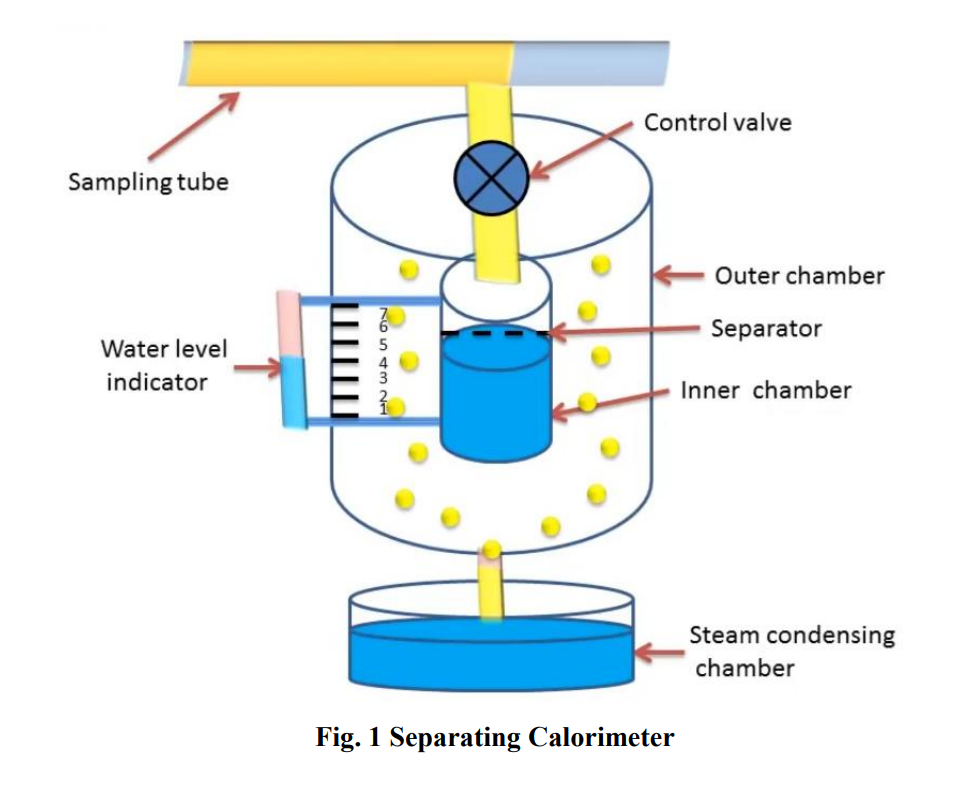 Control valve
Sampling tube
Outer chamber
Separator
Water level
indicator
7
6
5
4
3
2
1
Inner chamber
Steam condensing
chamber
Fig. 1 Separating Calorimeter